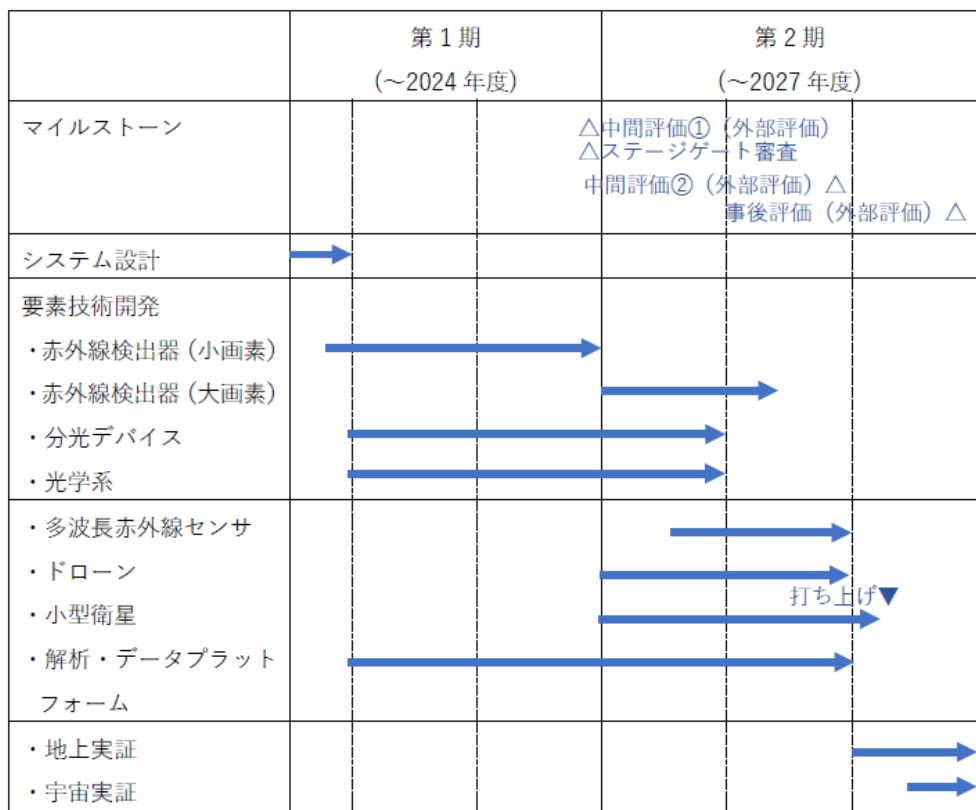 第1期
(～2024 年度)
第2期
(～2027 年度)
マイルストーン
△中間評価①（外部評価）
△ステージゲート審査
中間評価②（外部評価）△
事後評価（外部評価）△
システム設計
要素技術開発
・赤外線検出器 (小画素)
・赤外線検出器 (大画素)
・分光デバイス
・光学系
・多波長赤外線センサ
・ドローン
打ち上げ▼
・小型衛星
・解析・データプラット
フォーム
・地上実証
・宇宙実証